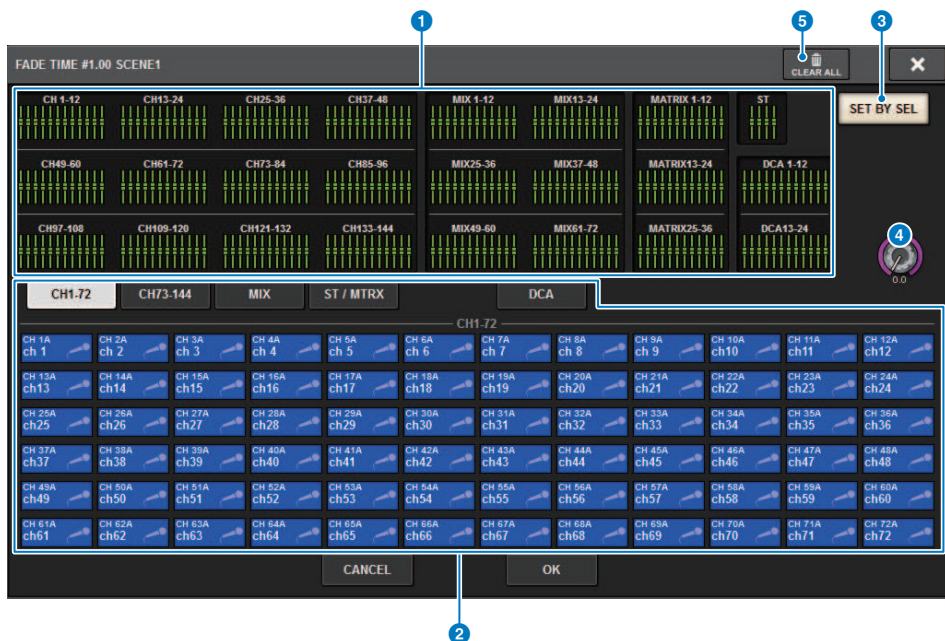 1 5 3
FADE TIME #1.00 SCENE1 CLEAR ALL ×
CH 1-12 CH13-24 CH25-36 CH37-48 MIX 1-12 MIX13-24 MATRIX 1-12 ST SET BY SEL
CH49-60 CH61-72 CH73-84 CH85-96 MIX25-36 MIX37-48 MATRIX13-24 DCA 1-12
CH97-108 CH109-120 CH121-132 CH133-144 MIX49-60 MIX61-72 MATRIX25-36 DCA13-24 4
0.0
CH1-72 CH73-144 MIX ST / MTRX DCA
CH1-72
CH 1A CH 2A CH 3A CH 4A CH 5A CH 6A CH 7A CH 8A CH 9A CH 10A CH 11A CH 12A
ch 1 ch 2 ch 3 ch 4 ch 5 ch 6 ch 7 ch 8 ch 9 ch10 ch11 ch12
CH 13A CH 14A CH 15A CH 16A CH 17A CH 18A CH 19A CH 20A CH 21A CH 22A CH 23A CH 24A
ch13 ch14 ch15 ch16 ch17 ch18 ch19 ch20 ch21 ch22 ch23 ch24
CH 25A CH 26A CH 27A CH 28A CH 29A CH 30A CH 31A CH 32A CH 33A CH 34A CH 35A CH 36A
ch25 ch26 ch27 ch28 ch29 ch30 ch31 ch32 ch33 ch34 ch35 ch36
CH 37A CH 38A CH 39A CH 40A CH 41A CH 42A CH 43A CH 44A CH 45A CH 46A CH 47A CH 48A
ch37 ch38 ch39 ch40 ch41 ch42 ch43 ch44 ch45 ch46 ch47 ch48
CH 49A CH 50A CH 51A CH 52A CH 53A CH 54A CH 55A CH 56A CH 57A CH 58A CH 59A CH 60A
ch49 ch50 ch51 ch52 ch53 ch54 ch55 ch56 ch57 ch58 ch59 ch60
CH 61A CH 62A CH 63A CH 64A CH 65A CH 66A CH 67A CH 68A CH 69A CH 70A CH 71A CH 72A
ch61 ch62 ch63 ch64 ch65 ch66 ch67 ch68 ch69 ch70 ch71 ch72
CANCEL OK
2